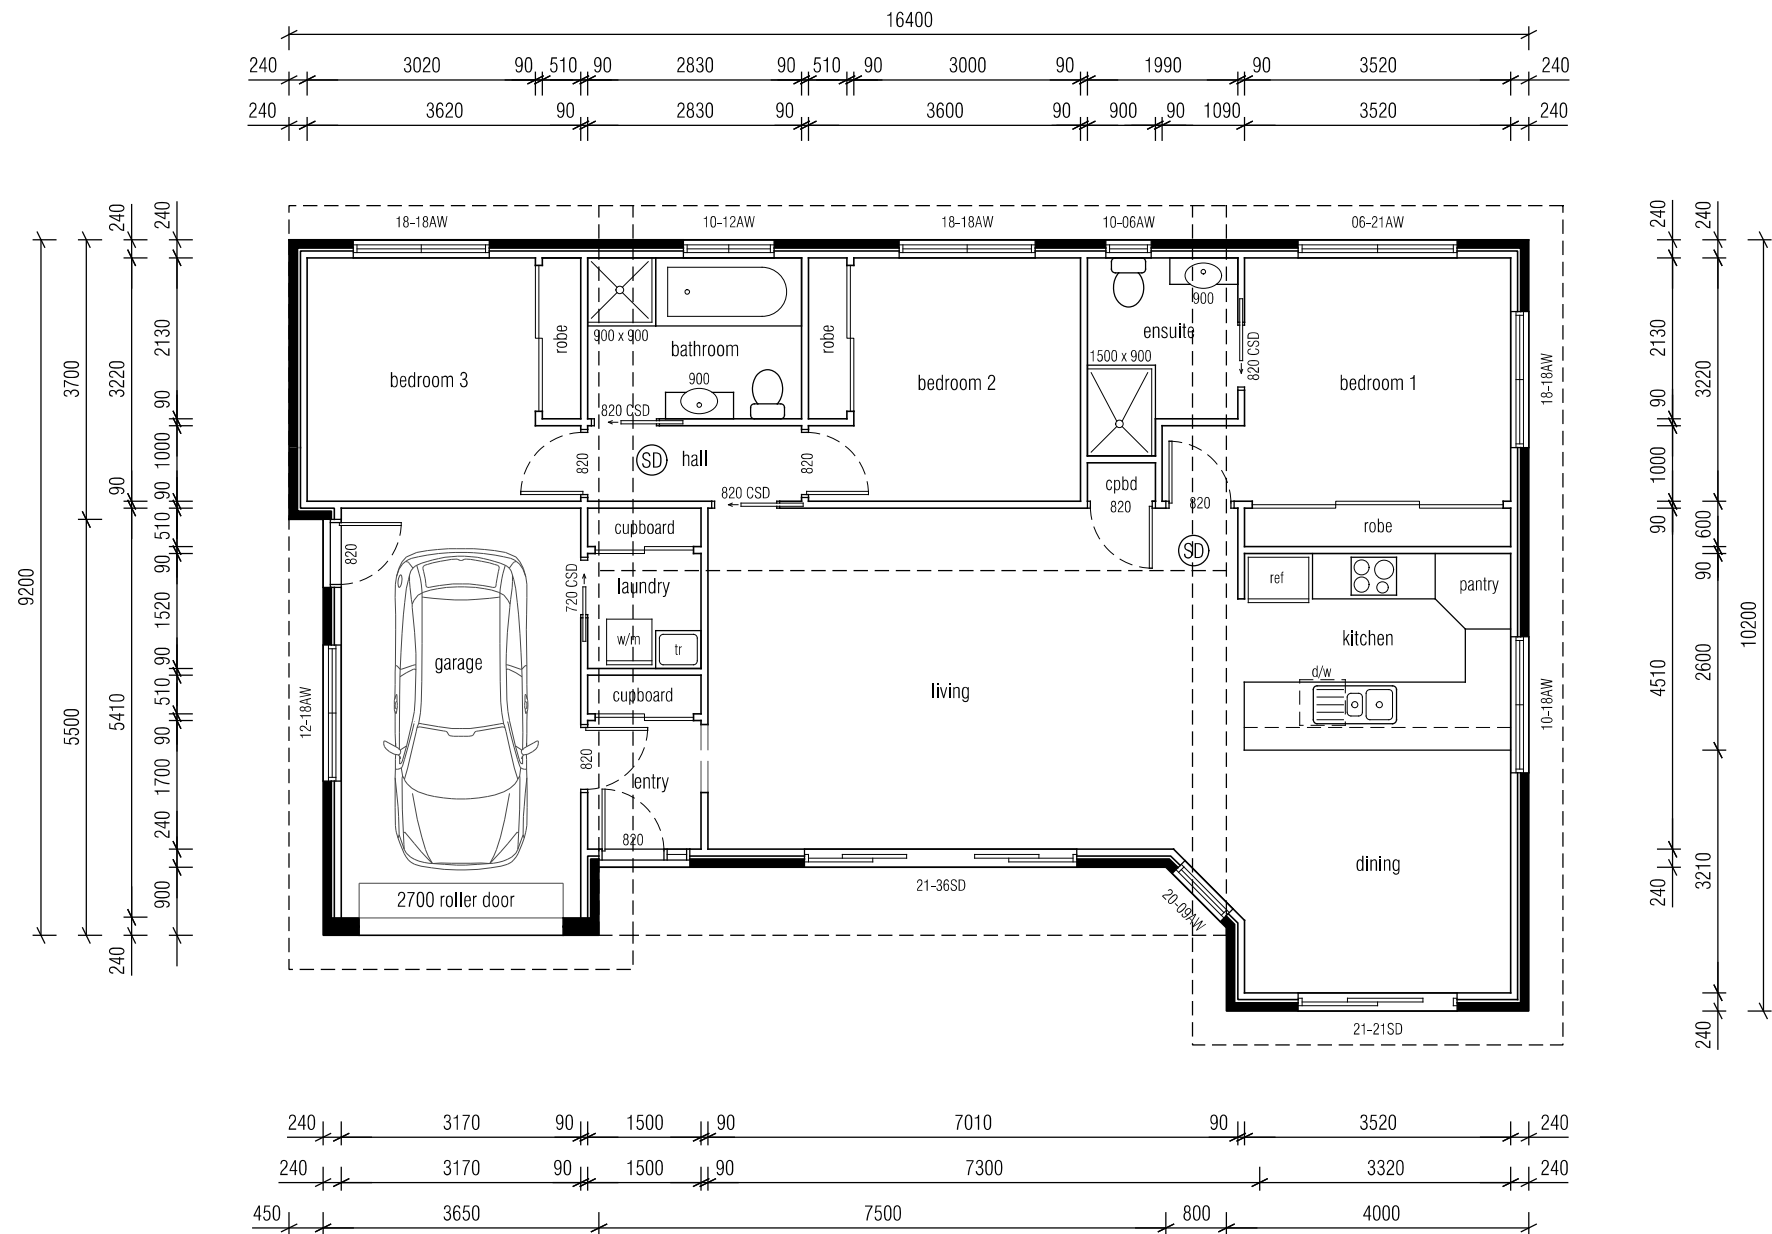 16400
240 3020 90 510 90 2830 90 510 90 3000 90 1990 90 3520 240
240 3620 90 2830 90 3600 90 900 90 1090 3520 240
18-18AW 10-12AW 18-18AW 10-06AW 06-21AW
9200
3700
5500
240
3220
90
5410
240
240
2130
90
1000
90
510
90
1520
90
510
90
1700
240
900
bedroom 3
robe
900 x 900
bathroom
900
820 CSD
robe
bedroom 2
900
ensuite
1500 x 900
820 CSD
bedroom 1
18-18AW
820
SD
hall
820
820 CSD
cpbd
820
820
SD
robe
820
cupboard
720 CSD
laundry
w/m
tr
cupboard
garage
12-18AW
820
entry
820
2700 roller door
living
21-36SD
20-09AW
ref
pantry
kitchen
d/w
10-18AW
dining
21-21SD
240
2130
90
1000
90
4510
240
240
3220
600
90
2600
3210
240
10200
240 3170 90 1500 90 7010 90 3520 240
240 3170 90 1500 90 7300 3320 240
450 3650 7500 800 4000